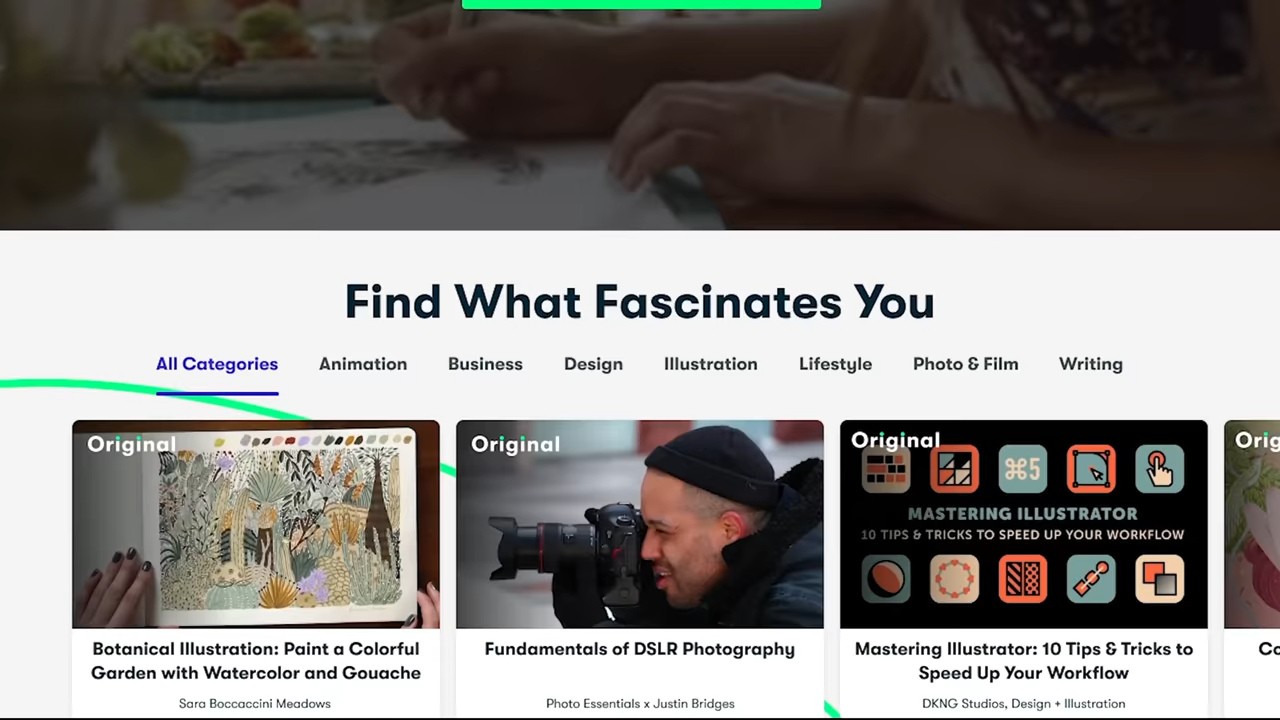 Find What Fascinates You
All Categories Animation Business Design Illustration Lifestyle Photo & Film Writing
Original
Original
Original
⌘5
MASTERING ILLUSTRATOR
10 TIPS & TRICKS TO SPEED UP YOUR WORKFLOW
Botanical Illustration: Paint a Colorful
Garden with Watercolor and Gouache
Sara Boccaccini Meadows
Fundamentals of DSLR Photography
Photo Essentials x Justin Bridges
Mastering Illustrator: 10 Tips & Tricks to
Speed Up Your Workflow
DKNG Studios, Design + Illustration
Orig
Co